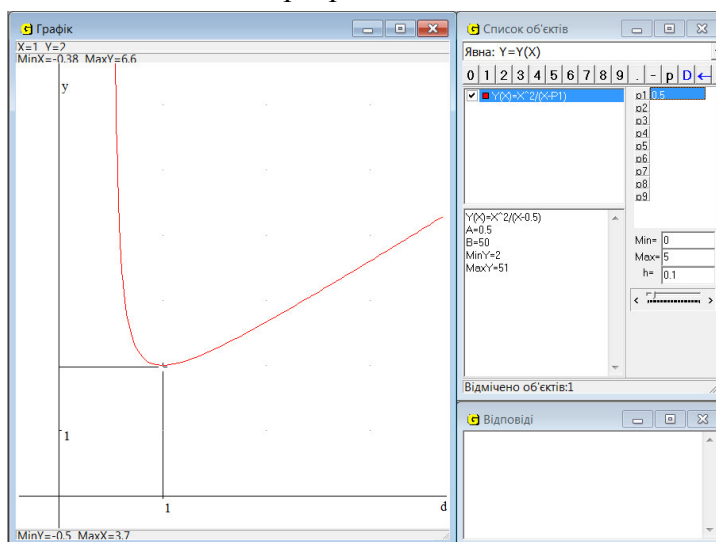 Графік
X=1 Y=2
MinX=-0.38 MaxY=6.6
y
1
1
d
MinY=-0.5 MaxX=3.7
Список об'єктів
Явна: Y=Y(X)
0 1 2 3 4 5 6 7 8 9 . - p D ←
Y(X)=X^2/(X-P1)
p1 0.5
p2
p3
p4
p5
p6
p7
p8
p9
Y(X)=X^2/(X-0.5)
A=0.5
B=50
MinY=2
MaxY=51
Min= 0
Max= 5
h= 0.1
Відмічено об'єктів:1
Відповіді